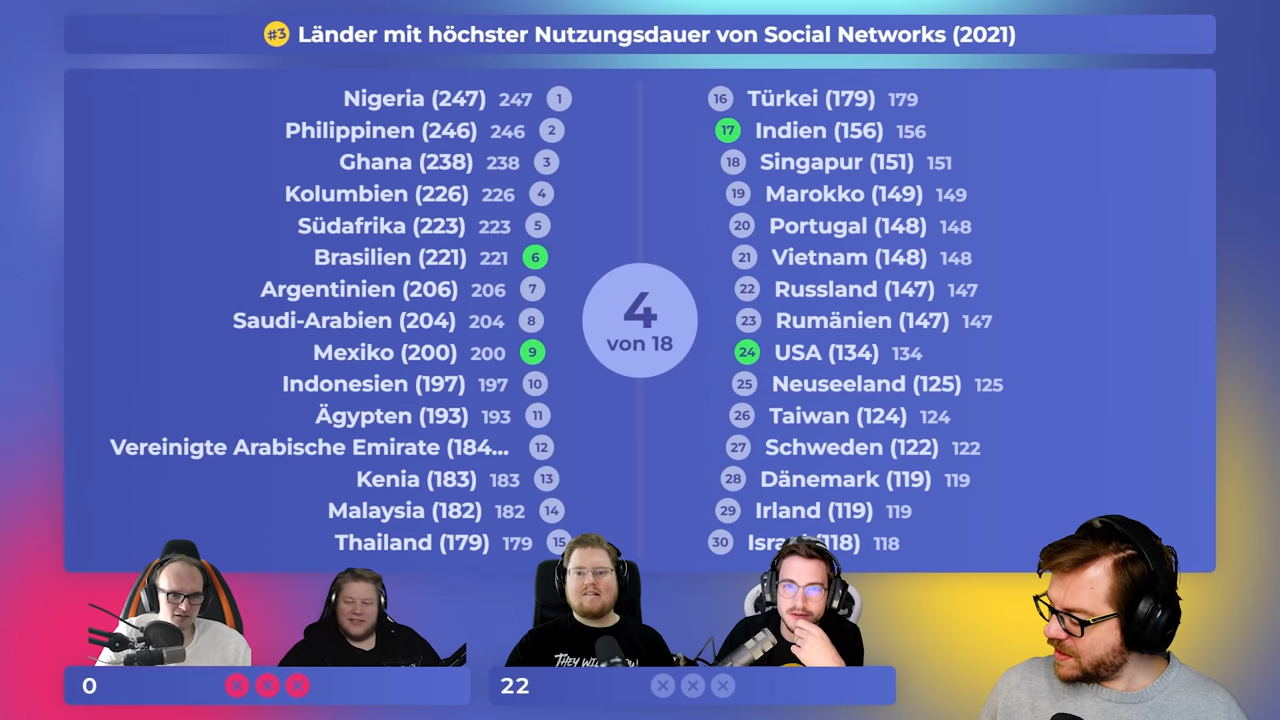 #3 Länder mit höchster Nutzungsdauer von Social Networks (2021)
Nigeria (247) 247 1
Philippinen (246) 246 2
Ghana (238) 238 3
Kolumbien (226) 226 4
Südafrika (223) 223 5
Brasilien (221) 221 6
Argentinien (206) 206 7
Saudi-Arabien (204) 204 8
Mexiko (200) 200 9
Indonesien (197) 197 10
Ägypten (193) 193 11
Vereinigte Arabische Emirate (184... 12
Kenia (183) 183 13
Malaysia (182) 182 14
Thailand (179) 179 15
4
von 18
16 Türkei (179) 179
17 Indien (156) 156
18 Singapur (151) 151
19 Marokko (149) 149
20 Portugal (148) 148
21 Vietnam (148) 148
22 Russland (147) 147
23 Rumänien (147) 147
24 USA (134) 134
25 Neuseeland (125) 125
26 Taiwan (124) 124
27 Schweden (122) 122
28 Dänemark (119) 119
29 Irland (119) 119
30 (118) 118
They
0
22